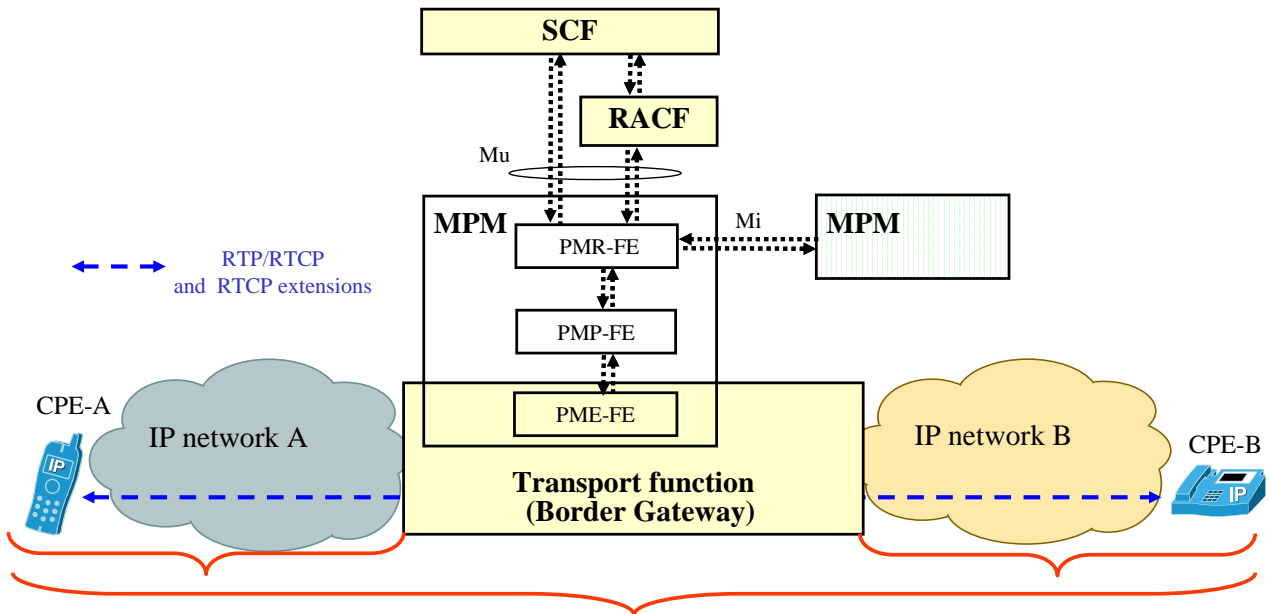 SCF
RACF
Mu
MPM
PMR-FE
Mi
MPM
RTP/RTCP
and RTCP extensions
PMP-FE
CPE-A
PME-FE
IP network A
IP network B
CPE-B
IP
IP
Transport function
(Border Gateway)